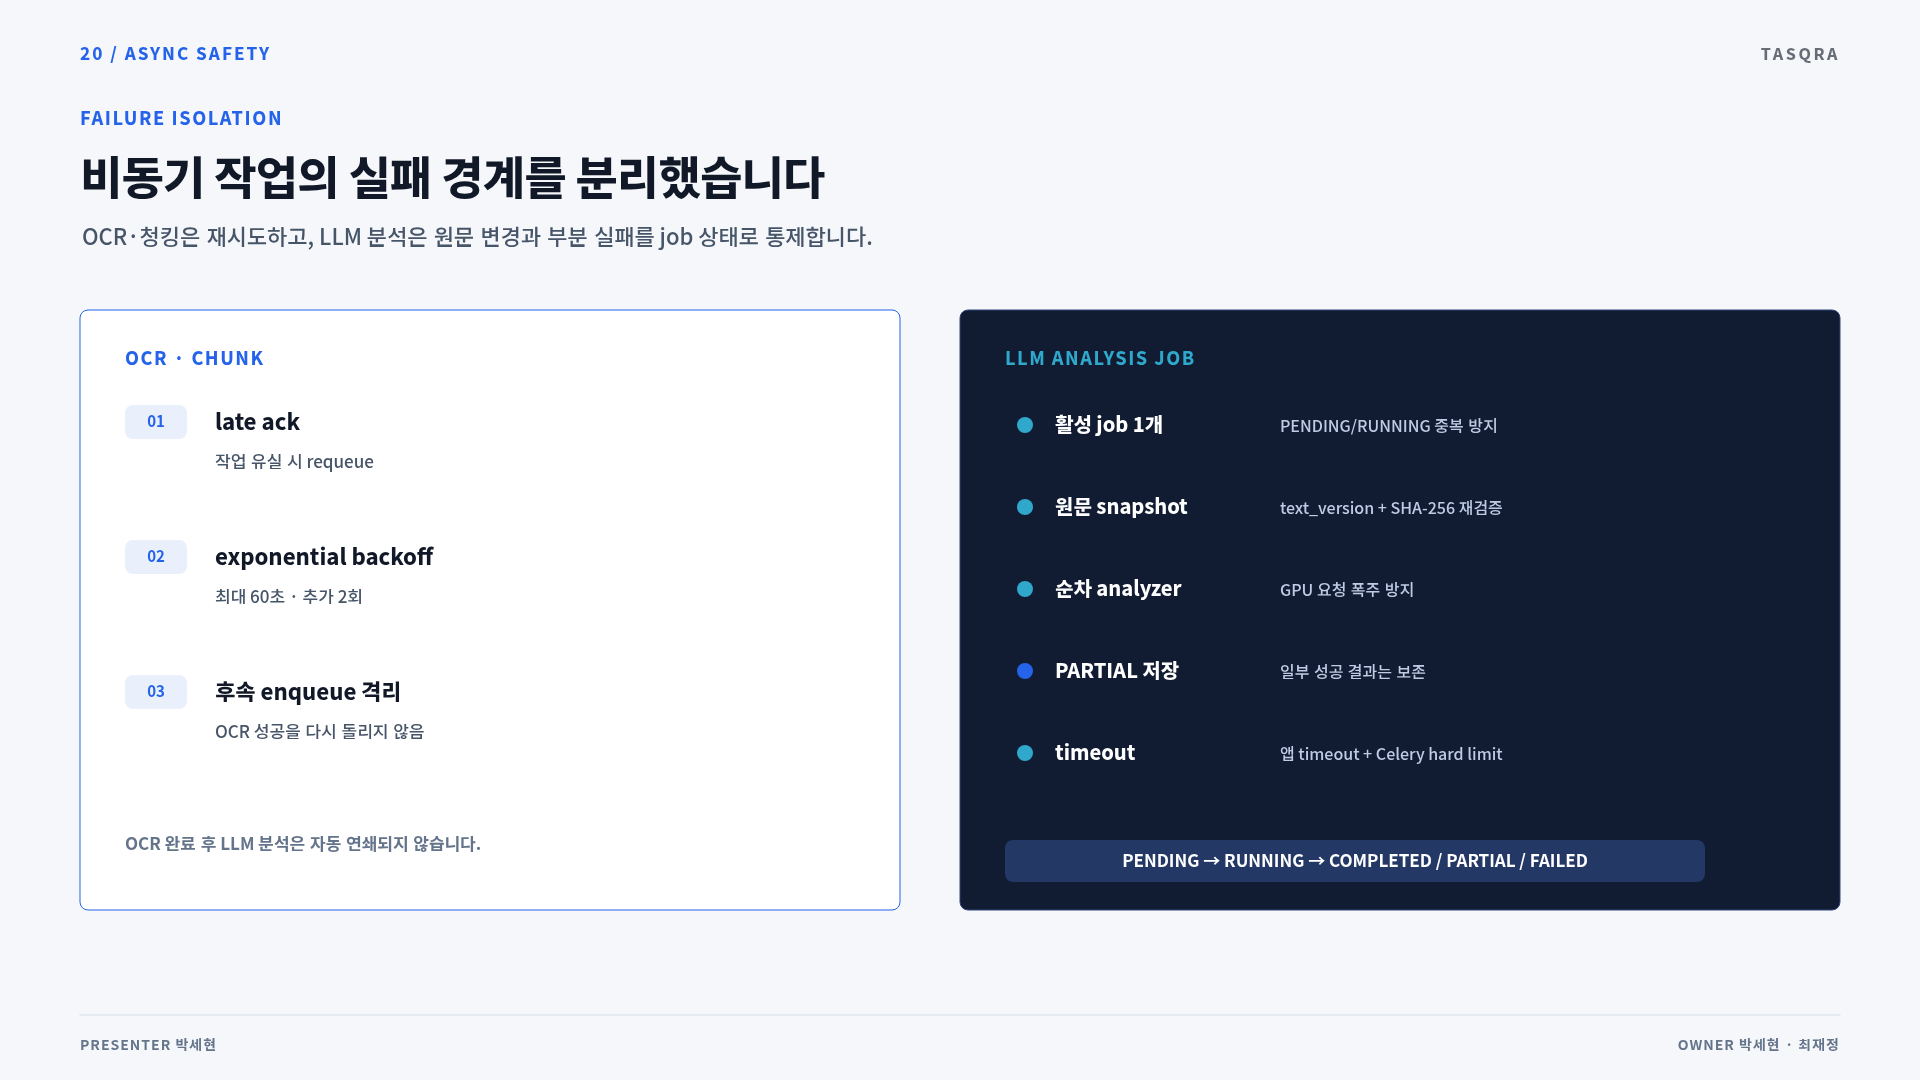 20 / ASYNC SAFETY
TASQRA
FAILURE ISOLATION
비동기 작업의 실패 경계를 분리했습니다
OCR·청킹은 재시도하고, LLM 분석은 원문 변경과 부분 실패를 job 상태로 통제합니다.
OCR · CHUNK
01
late ack
작업 유실 시 requeue
02
exponential backoff
최대 60초 · 추가 2회
03
후속 enqueue 격리
OCR 성공을 다시 돌리지 않음
OCR 완료 후 LLM 분석은 자동 연쇄되지 않습니다.
LLM ANALYSIS JOB
활성 job 1개
PENDING/RUNNING 중복 방지
원문 snapshot
text_version + SHA-256 재검증
순차 analyzer
GPU 요청 폭주 방지
PARTIAL 저장
일부 성공 결과는 보존
timeout
앱 timeout + Celery hard limit
PENDING → RUNNING → COMPLETED / PARTIAL / FAILED
PRESENTER 박세현
OWNER 박세현 · 최재정